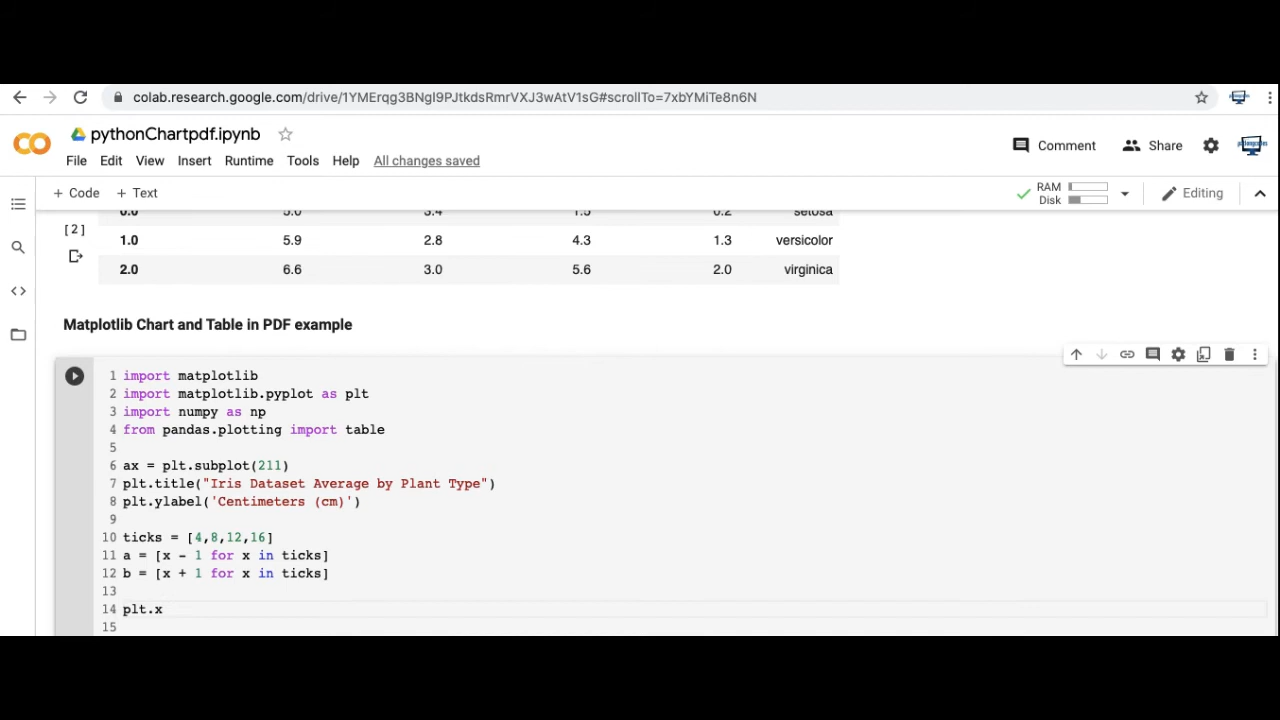 colab.research.google.com/drive/1YMErqg3BNgI9PJtkdsRmrVXJ3wAtV1sG#scrollTo=7xbYMiTe8n6N
pythonChartpdf.ipynb
Comment
Share
File Edit View Insert Runtime Tools Help All changes saved
+ Code + Text
RAM
Disk
Editing
0.0 5.0 3.4 1.5 0.2 setosa
[2]
1.0 5.9 2.8 4.3 1.3 versicolor
2.0 6.6 3.0 5.6 2.0 virginica
Matplotlib Chart and Table in PDF example
1 import matplotlib
2 import matplotlib.pyplot as plt
3 import numpy as np
4 from pandas.plotting import table
5
6 ax = plt.subplot(211)
7 plt.title("Iris Dataset Average by Plant Type")
8 plt.ylabel('Centimeters (cm)')
9
10 ticks = [4,8,12,16]
11 a = [x - 1 for x in ticks]
12 b = [x + 1 for x in ticks]
13
14 plt.x
15